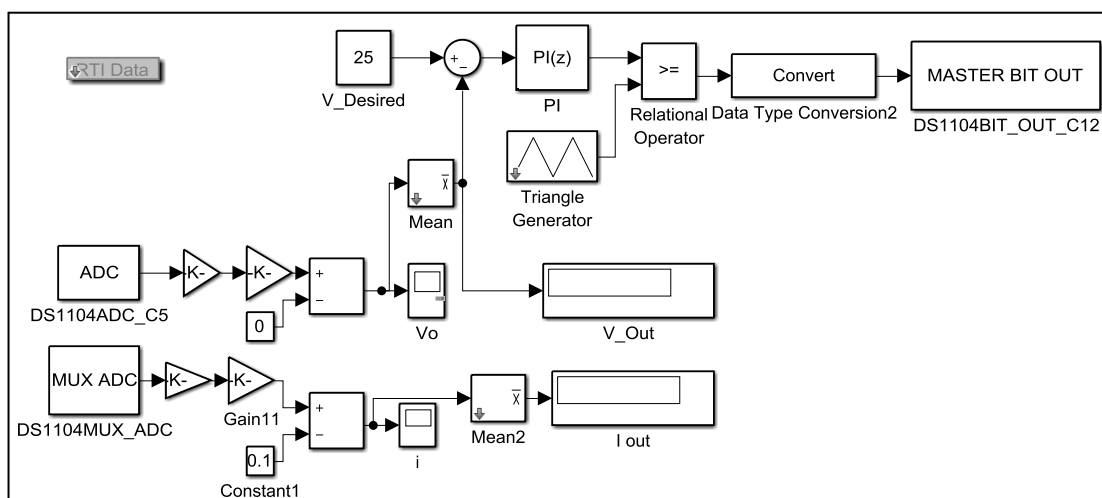 RTI Data
25
V_Desired
+
−
PI(z)
PI
>=
Relational
Operator
Convert
Data Type Conversion2
MASTER BIT OUT
DS1104BIT_OUT_C12
Triangle
Generator
x
Mean
ADC
DS1104ADC_C5
-K-
-K-
+
−
0
Vo
V_Out
MUX ADC
DS1104MUX_ADC
-K-
-K-
Gain11
+
−
0.1
Constant1
i
x
Mean2
I out